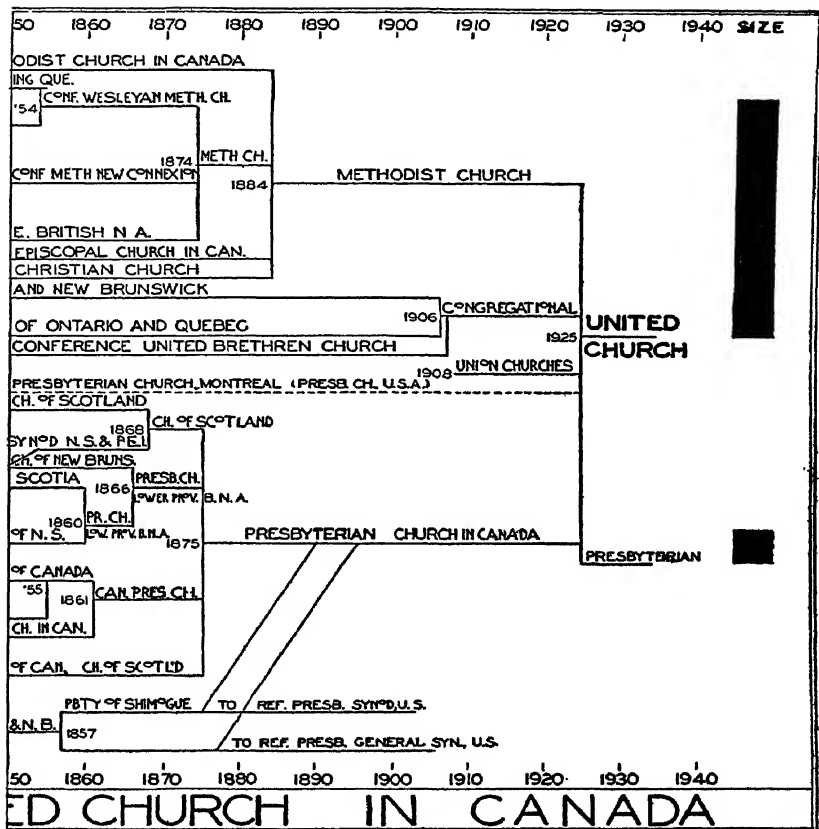 50 1860 1870 1884 1890 1900 1910 1920 1930 1940 SIZE
ODIST CHURCH IN CANADA
ING QUE.
'54 CONF. WESLEYAN METH. CH.
1874 METH CH.
CONF METH NEW CONNEXION
1884
METHODIST CHURCH
E. BRITISH N A.
EPISCOPAL CHURCH IN CAN.
CHRISTIAN CHURCH
AND NEW BRUNSWICK
1906 CONGREGATIONAL
OF ONTARIO AND QUEBEC
CONFERENCE UNITED BRETHREN CHURCH
1925 UNITED
CHURCH
1908 UNION CHURCHES
PRESBYTERIAN CHURCH, MONTREAL (PRESB. CH. U.S.A.)
CH. OF SCOTLAND
1868 CH. OF SCOTLAND
SYNOD N.S. & P.E.I.
CH. OF NEW BRUNS.
SCOTIA
1866 PRESB. CH.
LOWER PROV. B. N. A.
1860 PR. CH.
OF N. S. LOW. PROV. B.N.A.
1875 PRESBYTERIAN CHURCH IN CANADA
PRESBYTERIAN
OF CANADA
'55 1861 CAN. PRES. CH.
CH. IN CAN.
OF CAN. CH. OF SCOTL'D
PBTY OF SHIMOGUE TO REF. PRESB. SYNOD, U.S.
& N. B. 1857
TO REF. PRESB. GENERAL SYN., U.S.
50 1860 1870 1880 1890 1900 1910 1920 1930 1940
ED CHURCH IN CANADA